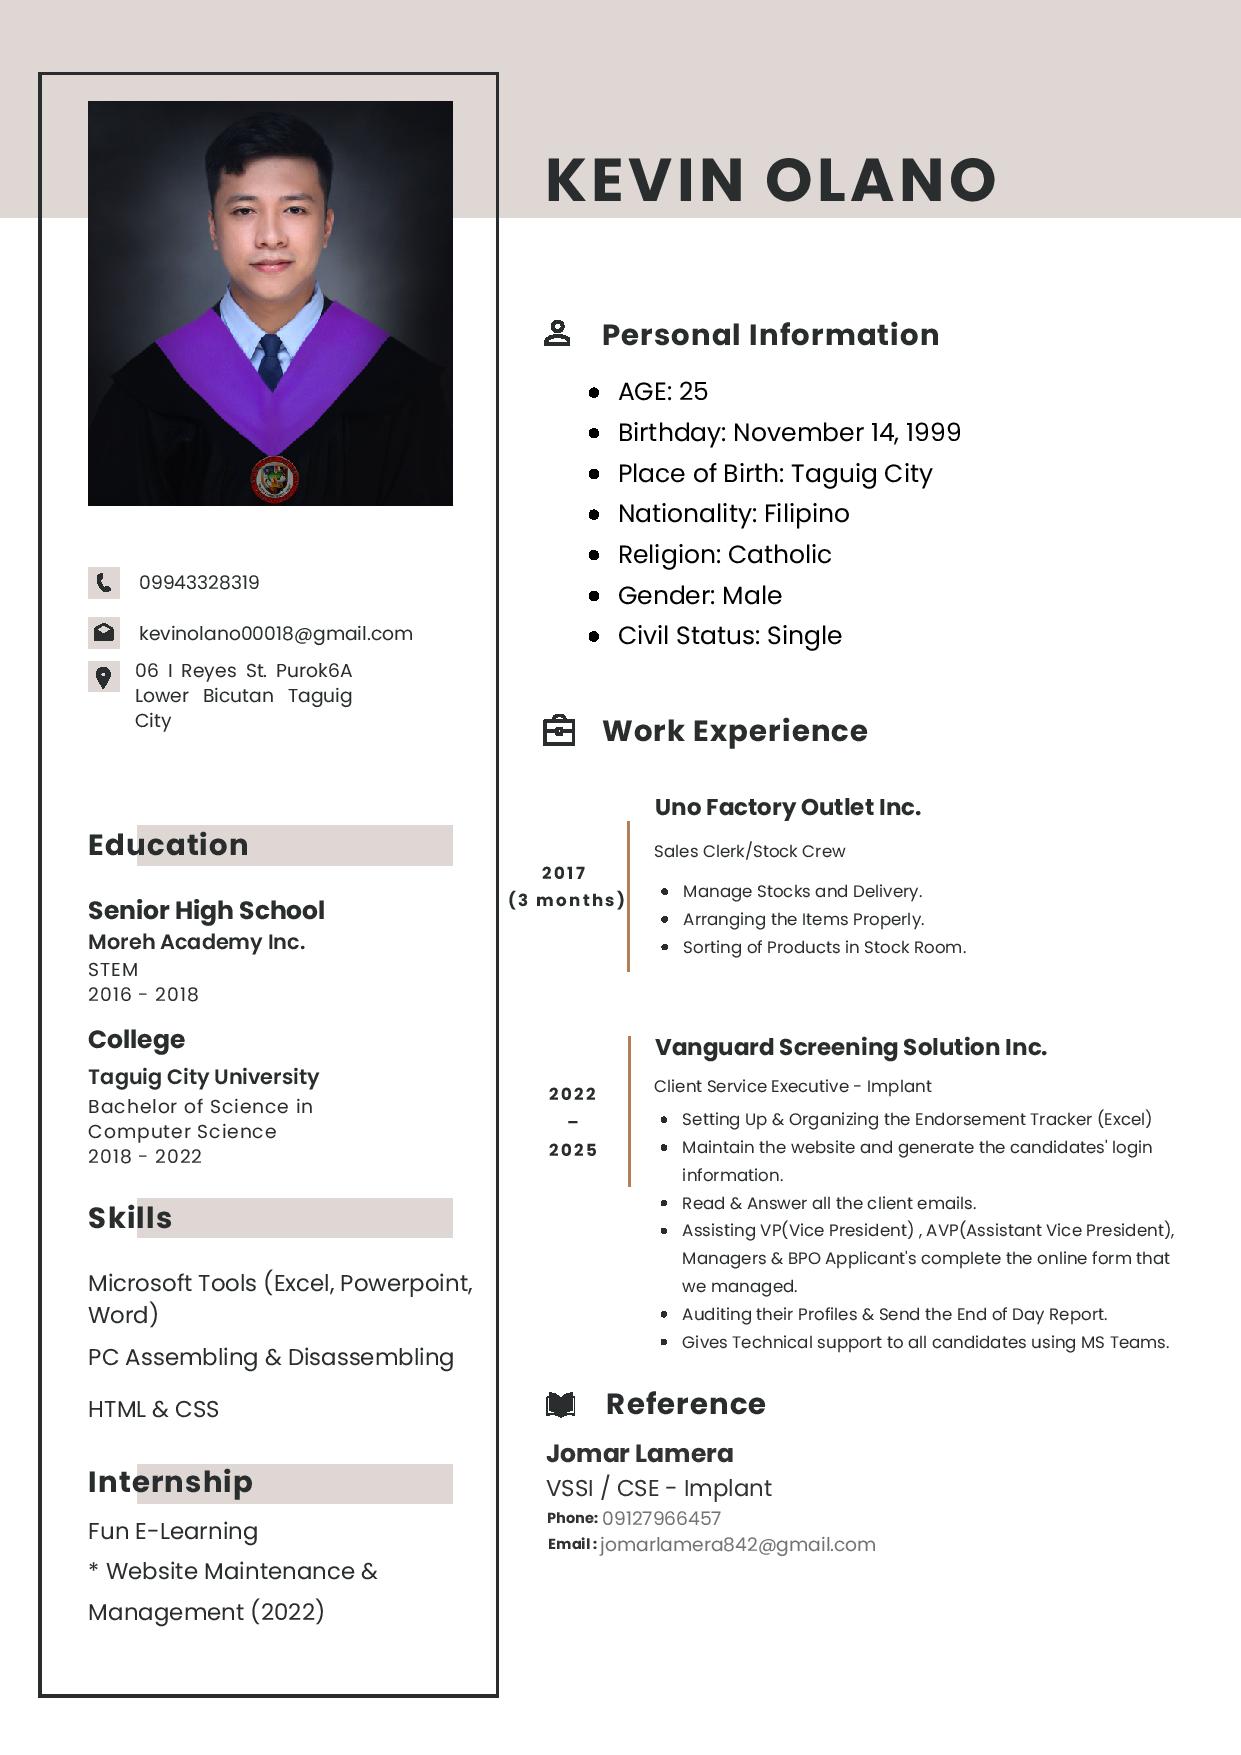 KEVIN OLANO
09943328319
kevinolano00018@gmail.com
06 I Reyes St. Purok6A
Lower Bicutan Taguig
City
Education
Senior High School
Moreh Academy Inc.
STEM
2016 - 2018
College
Taguig City University
Bachelor of Science in
Computer Science
2018 - 2022
Skills
Microsoft Tools (Excel, Powerpoint,
Word)
PC Assembling & Disassembling
HTML & CSS
Internship
Fun E-Learning
* Website Maintenance &
Management (2022)
Personal Information
• AGE: 25
• Birthday: November 14, 1999
• Place of Birth: Taguig City
• Nationality: Filipino
• Religion: Catholic
• Gender: Male
• Civil Status: Single
Work Experience
2017
(3 months)
Uno Factory Outlet Inc.
Sales Clerk/Stock Crew
• Manage Stocks and Delivery.
• Arranging the Items Properly.
• Sorting of Products in Stock Room.
2022
–
2025
Vanguard Screening Solution Inc.
Client Service Executive - Implant
• Setting Up & Organizing the Endorsement Tracker (Excel)
• Maintain the website and generate the candidates' login
information.
• Read & Answer all the client emails.
• Assisting VP(Vice President) , AVP(Assistant Vice President),
Managers & BPO Applicant's complete the online form that
we managed.
• Auditing their Profiles & Send the End of Day Report.
• Gives Technical support to all candidates using MS Teams.
Reference
Jomar Lamera
VSSI / CSE - Implant
Phone: 09127966457
Email : jomarlamera842@gmail.com